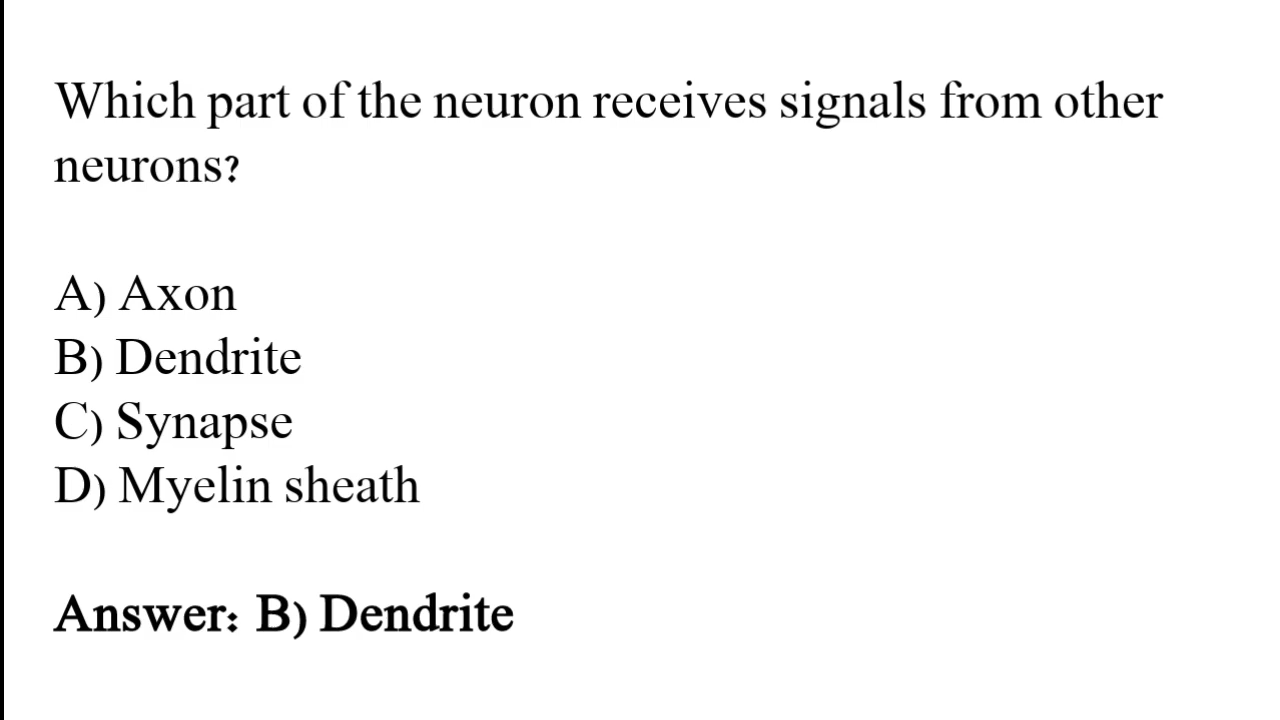 Which part of the neuron receives signals from other
neurons?
A) Axon
B) Dendrite
C) Synapse
D) Myelin sheath
Answer: B) Dendrite